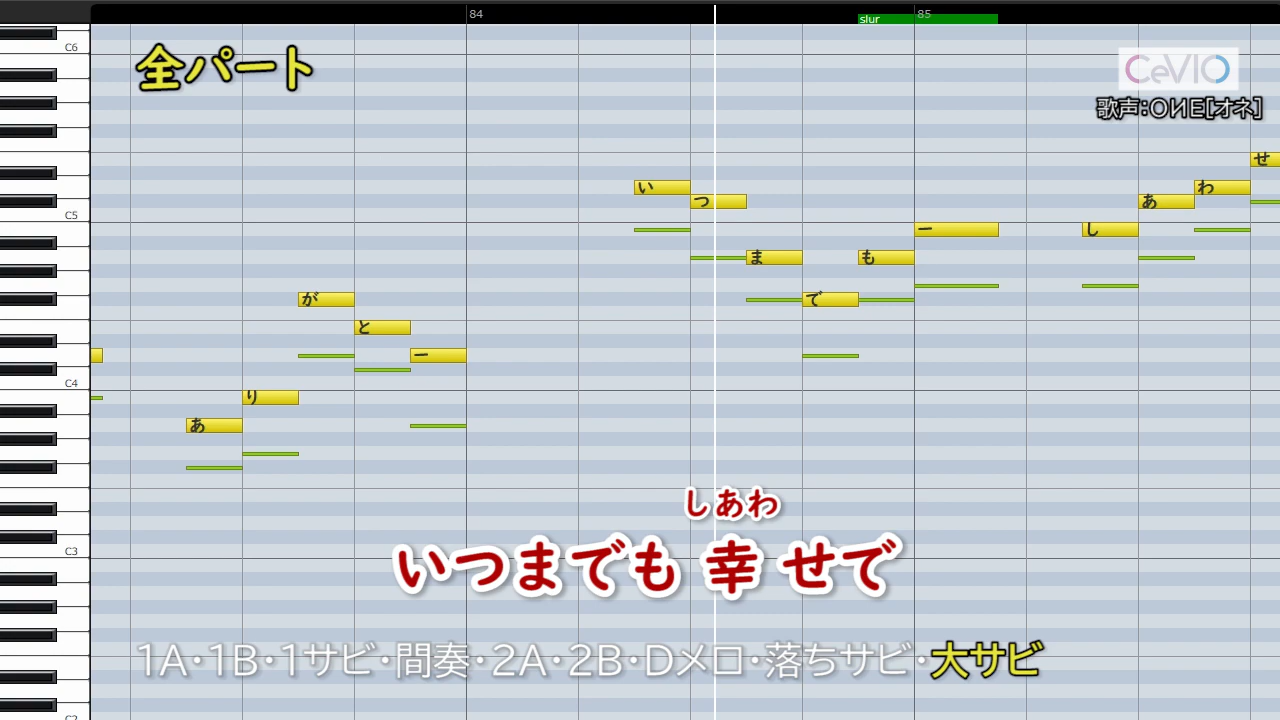 84
slur
85
C6
全パート
CeVIO
歌声:OИE[オネ]
せ
い
わ
つ
あ
C5
ー
し
ま
も
が
で
と
ー
C4
り
あ
しあわ
いつまでも 幸 せで
C3
1A・1B・1サビ・間奏・2A・2B・Dメロ・落ちサビ・大サビ
C2